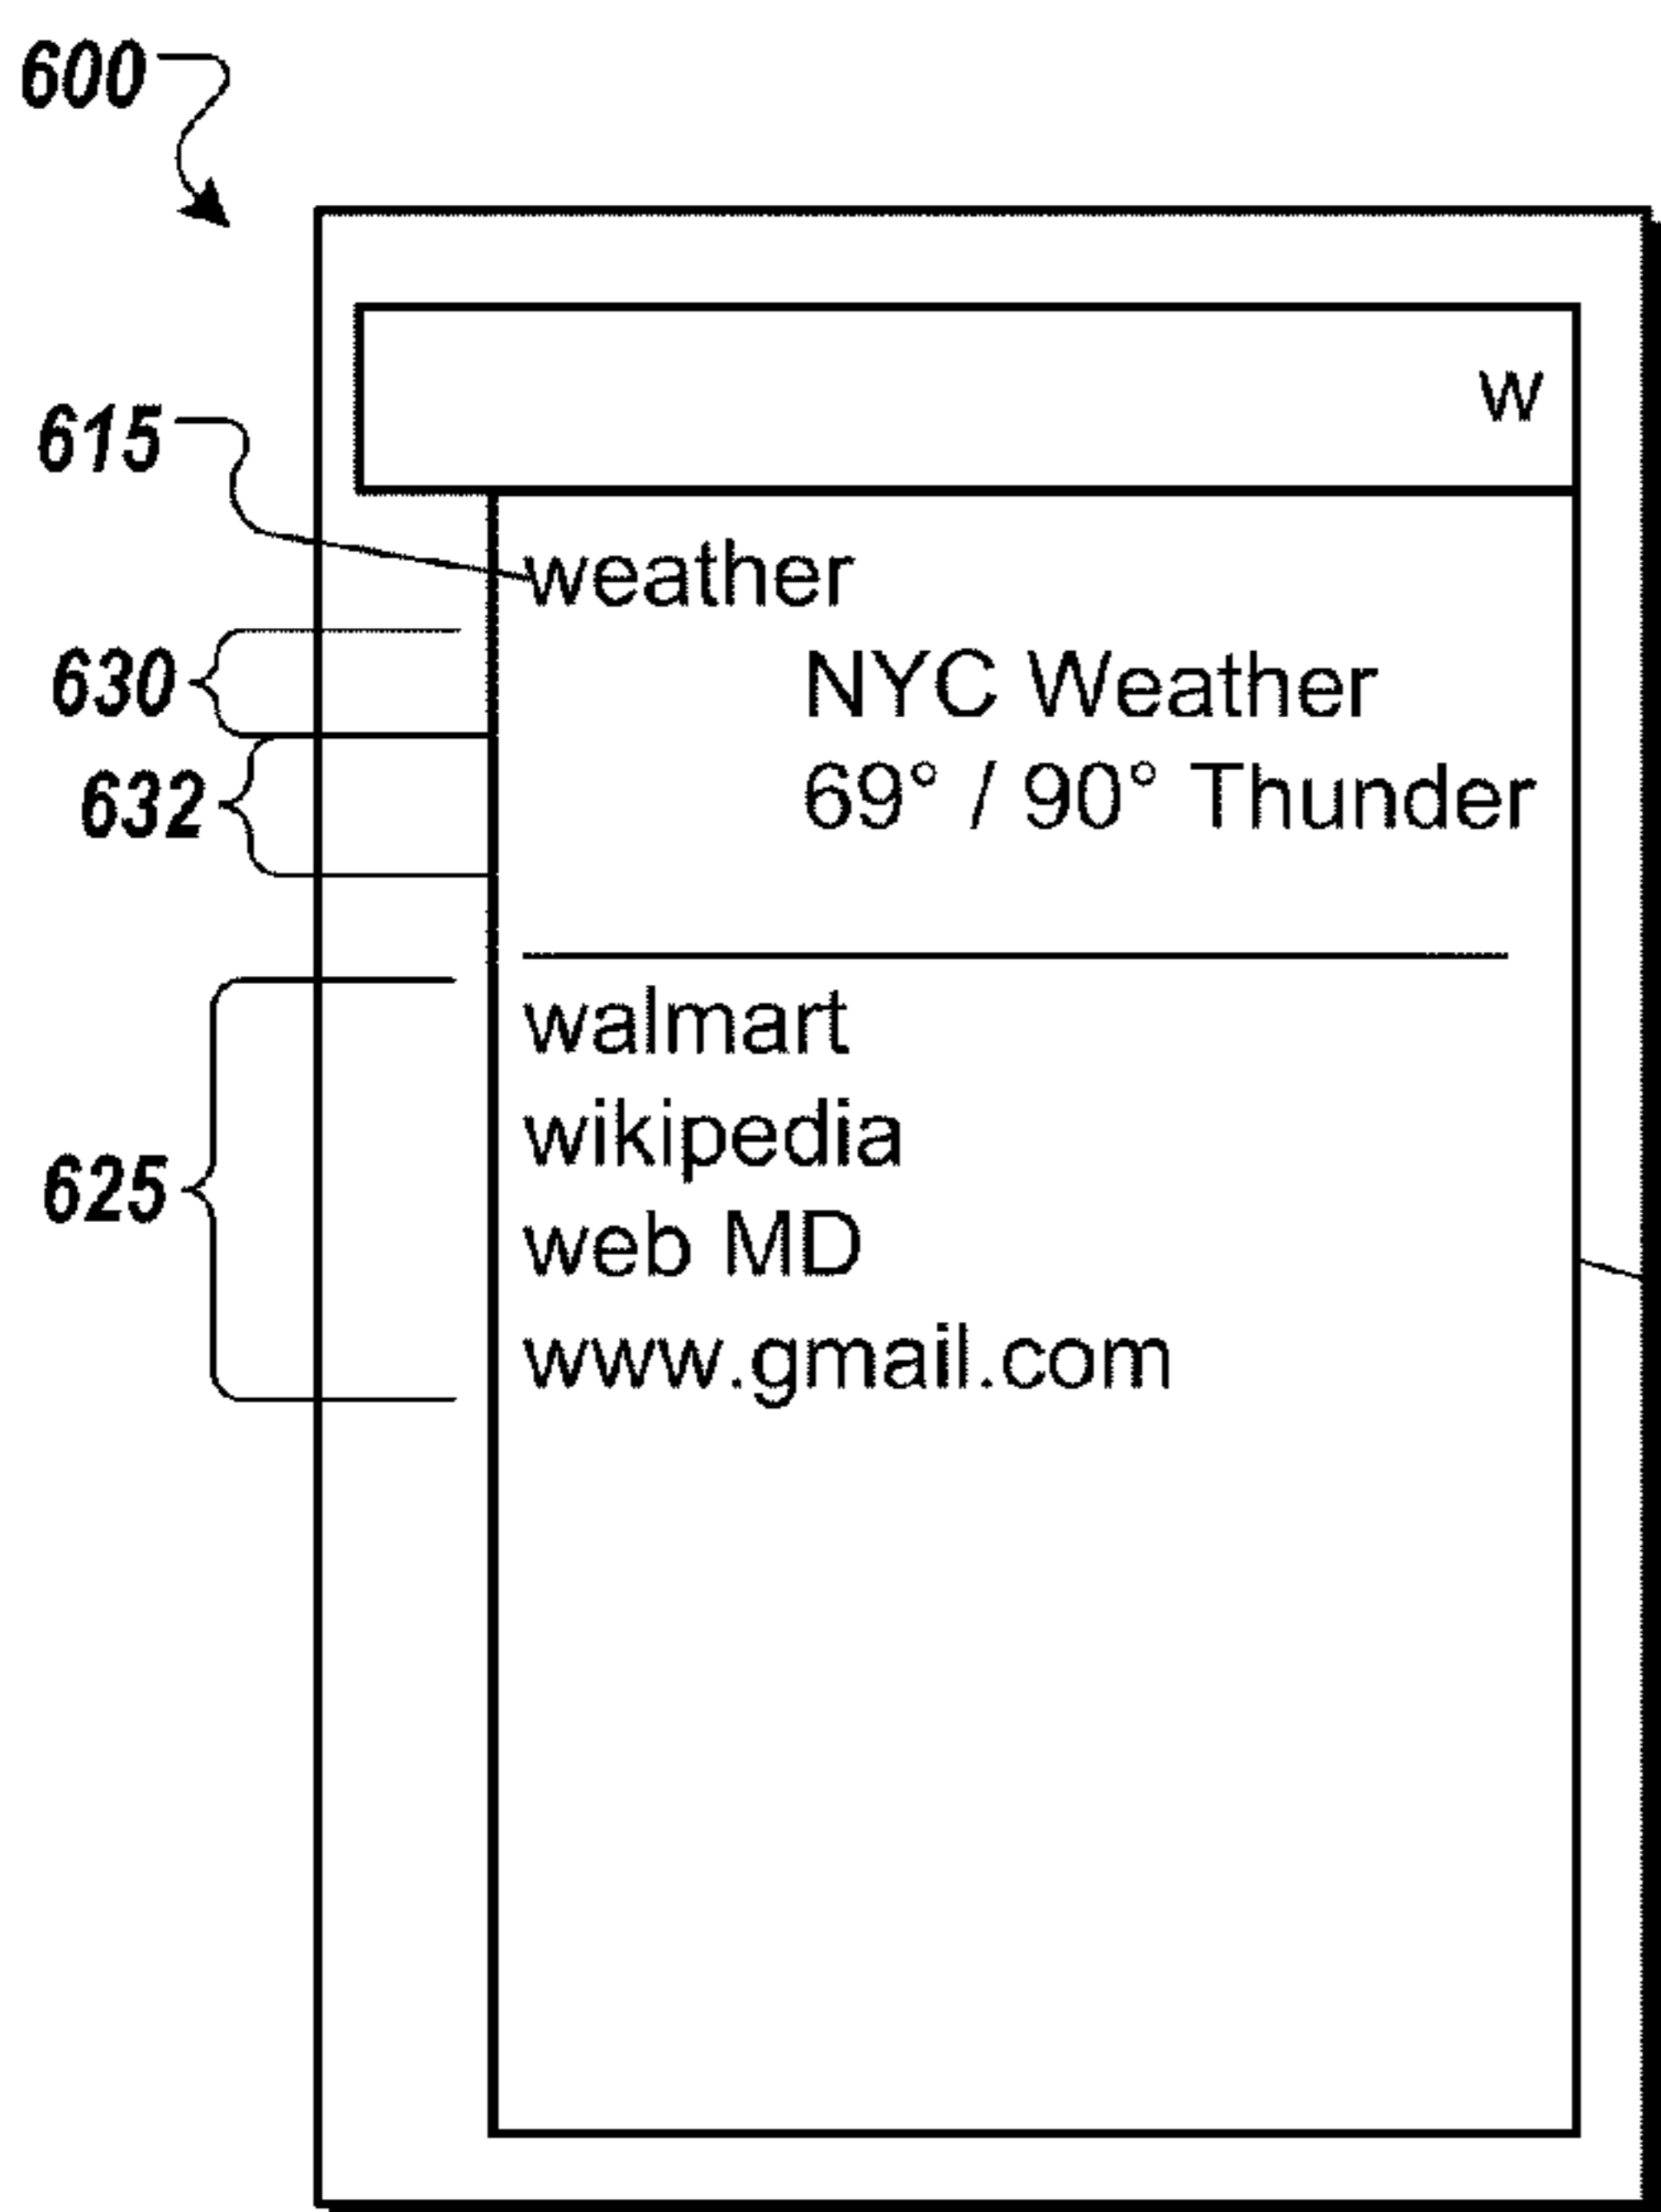 600
w
615
weather
630
NYC Weather
632
69° / 90° Thunder
625
walmart
wikipedia
web MD
www.gmail.com